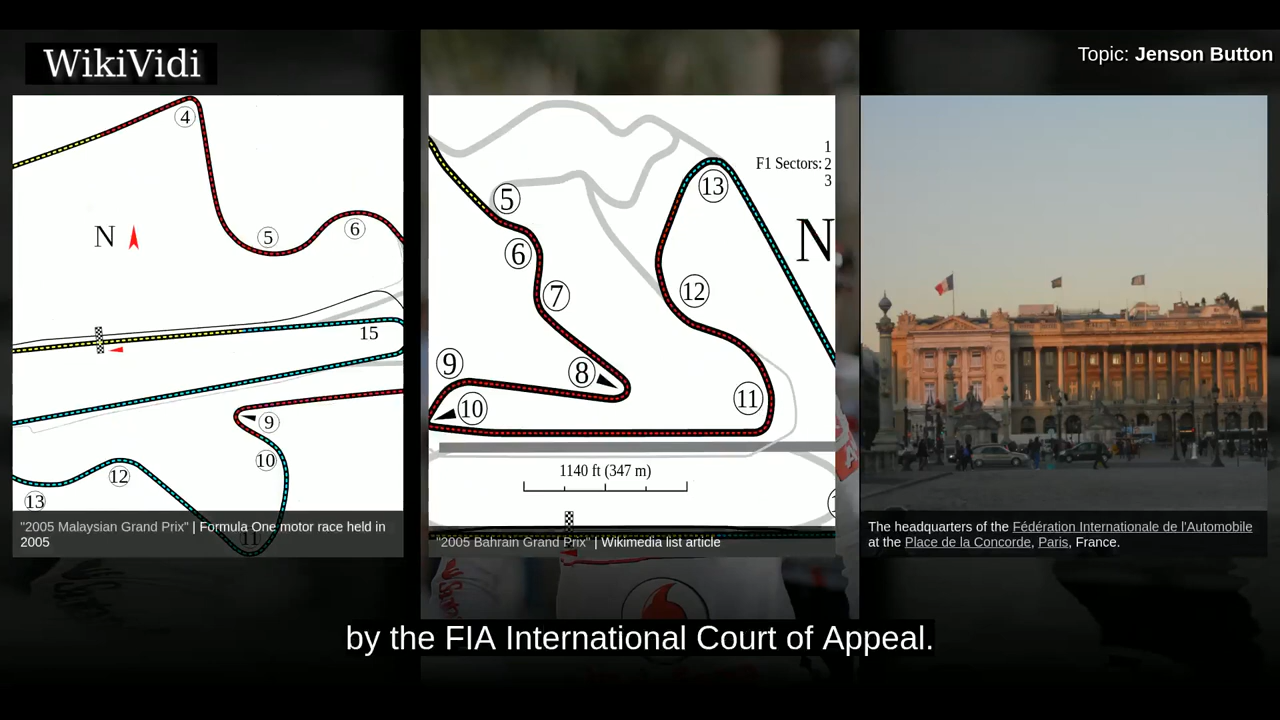 WikiVidi
Topic: Jenson Button
4
5
6
N
15
9
10
12
13
11
"2005 Malaysian Grand Prix" | Formula One motor race held in
2005
5
6
7
8
9
10
11
12
13
F1 Sectors:
1
2
3
N
1140 ft (347 m)
"2005 Bahrain Grand Prix" | Wikimedia list article
The headquarters of the Fédération Internationale de l'Automobile
at the Place de la Concorde, Paris, France.
by the FIA International Court of Appeal.